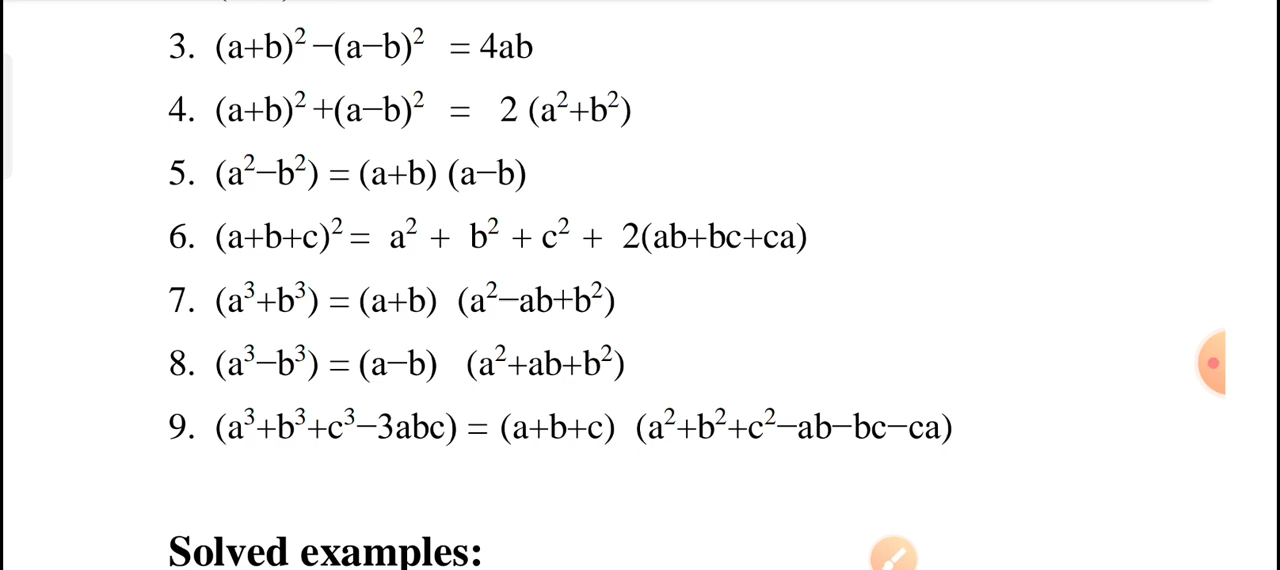 3. (a+b)² −(a−b)² = 4ab
4. (a+b)² +(a−b)² = 2 (a²+b²)
5. (a²−b²) = (a+b) (a−b)
6. (a+b+c)² = a² + b² + c² + 2(ab+bc+ca)
7. (a³+b³) = (a+b) (a²−ab+b²)
8. (a³−b³) = (a−b) (a²+ab+b²)
9. (a³+b³+c³−3abc) = (a+b+c) (a²+b²+c²−ab−bc−ca)
Solved examples: